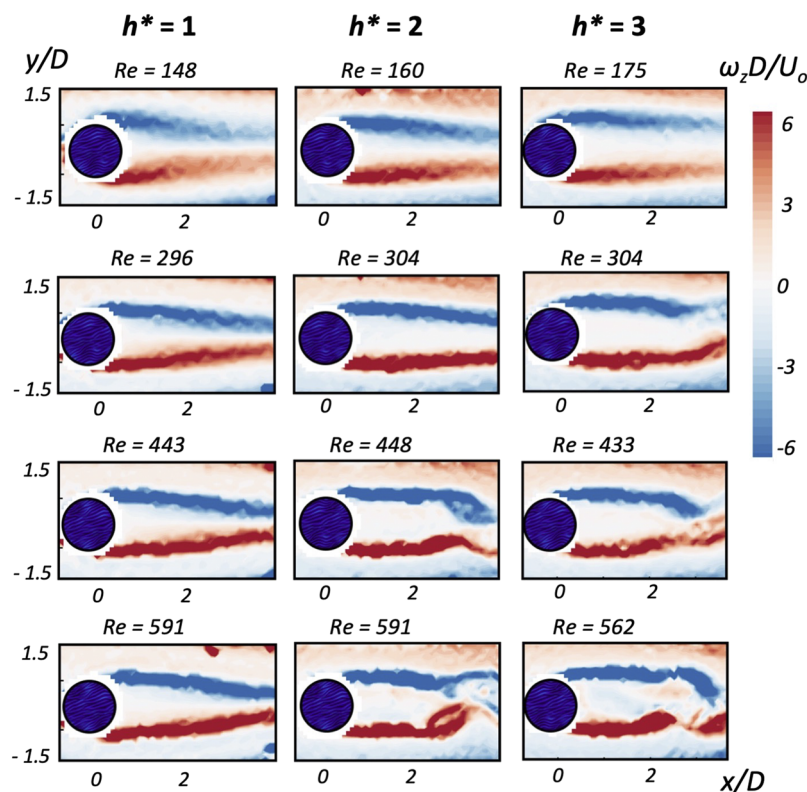 h* = 1 h* = 2 h* = 3
y/D Re = 148 Re = 160 Re = 175 ω_zD/U_o
1.5
- 1.5
0 2 0 2 0 2
6
3
0
-3
-6
Re = 296 Re = 304 Re = 304
1.5
- 1.5
0 2 0 2 0 2
Re = 443 Re = 448 Re = 433
1.5
- 1.5
0 2 0 2 0 2
Re = 591 Re = 591 Re = 562
1.5
- 1.5
0 2 0 2 0 2 x/D